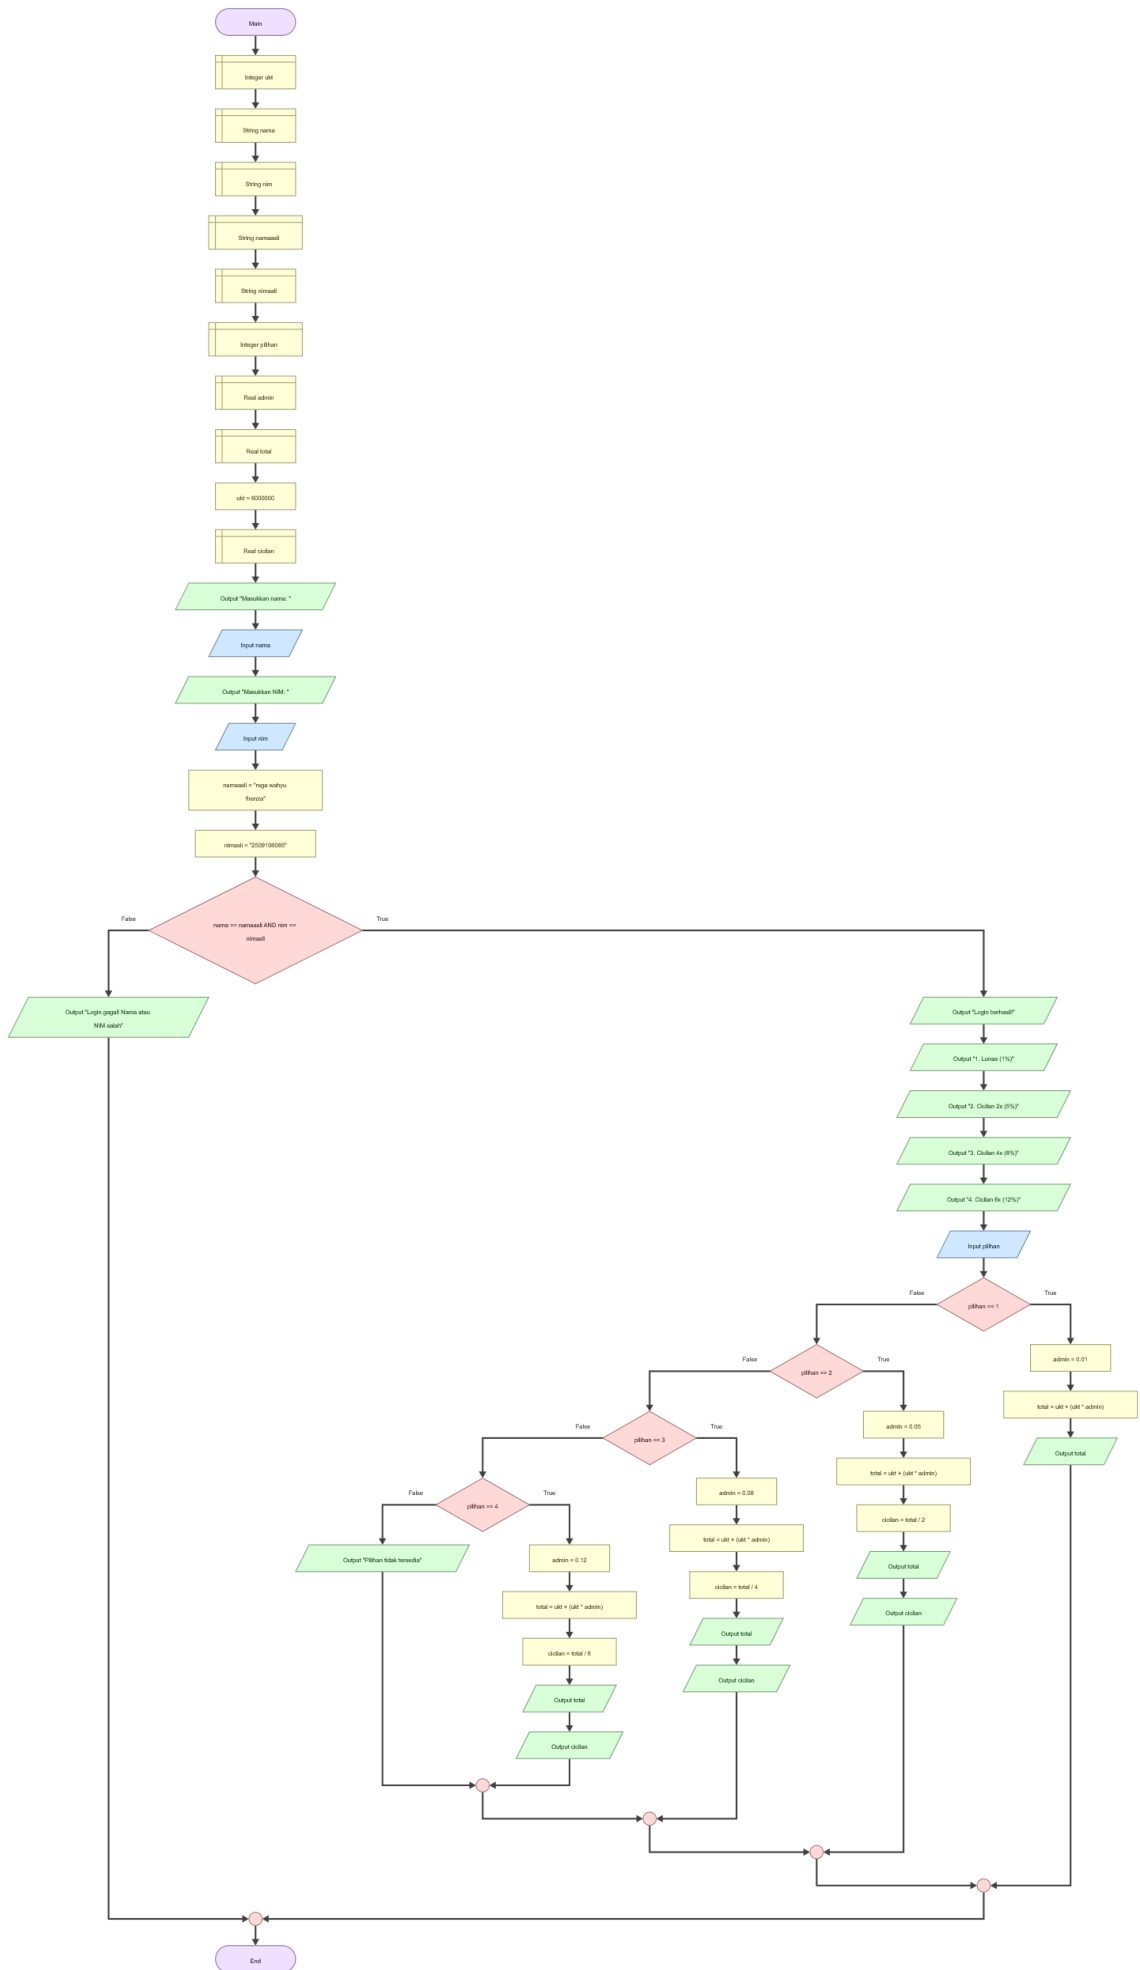 Main
Integer ukt
String nama
String nim
String namaasli
String nimasli
Integer pilihan
Real admin
Real total
ukt = 6000000
Real cicilan
Output "Masukkan nama: "
Input nama
Output "Masukkan NIM: "
Input nim
namaasli = "rega wahyu
firenza"
nimasli = "2509106085"
False
True
nama == namaasli AND nim ==
nimasli
Output "Login gagal! Nama atau
NIM salah"
Output "Login berhasil!"
Output "1. Lunas (1%)"
Output "2. Cicilan 2x (5%)"
Output "3. Cicilan 4x (8%)"
Output "4. Cicilan 6x (12%)"
Input pilihan
False
True
pilihan == 1
admin = 0.01
total = ukt + (ukt * admin)
Output total
False
True
pilihan == 2
admin = 0.05
total = ukt + (ukt * admin)
cicilan = total / 2
Output total
Output cicilan
False
True
pilihan == 3
admin = 0.08
total = ukt + (ukt * admin)
cicilan = total / 4
Output total
Output cicilan
False
True
pilihan == 4
Output "Pilihan tidak tersedia"
admin = 0.12
total = ukt + (ukt * admin)
cicilan = total / 6
Output total
Output cicilan
End